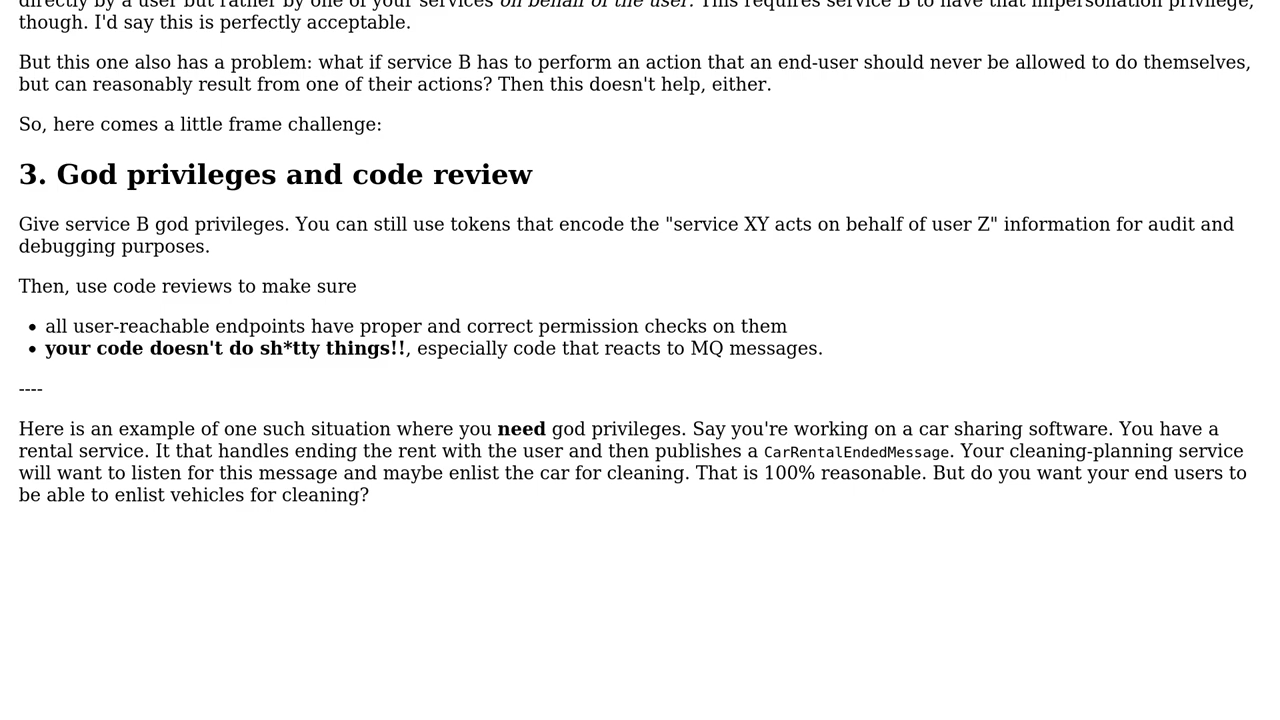 directly by a user but rather by one of your services on behalf of the user. This requires service B to have that impersonation privilege,
though. I'd say this is perfectly acceptable.
But this one also has a problem: what if service B has to perform an action that an end-user should never be allowed to do themselves,
but can reasonably result from one of their actions? Then this doesn't help, either.
So, here comes a little frame challenge:
3. God privileges and code review
Give service B god privileges. You can still use tokens that encode the "service XY acts on behalf of user Z" information for audit and
debugging purposes.
Then, use code reviews to make sure
• all user-reachable endpoints have proper and correct permission checks on them
• your code doesn't do sh*tty things!!, especially code that reacts to MQ messages.
----
Here is an example of one such situation where you need god privileges. Say you're working on a car sharing software. You have a
rental service. It that handles ending the rent with the user and then publishes a CarRentalEndedMessage. Your cleaning-planning service
will want to listen for this message and maybe enlist the car for cleaning. That is 100% reasonable. But do you want your end users to
be able to enlist vehicles for cleaning?